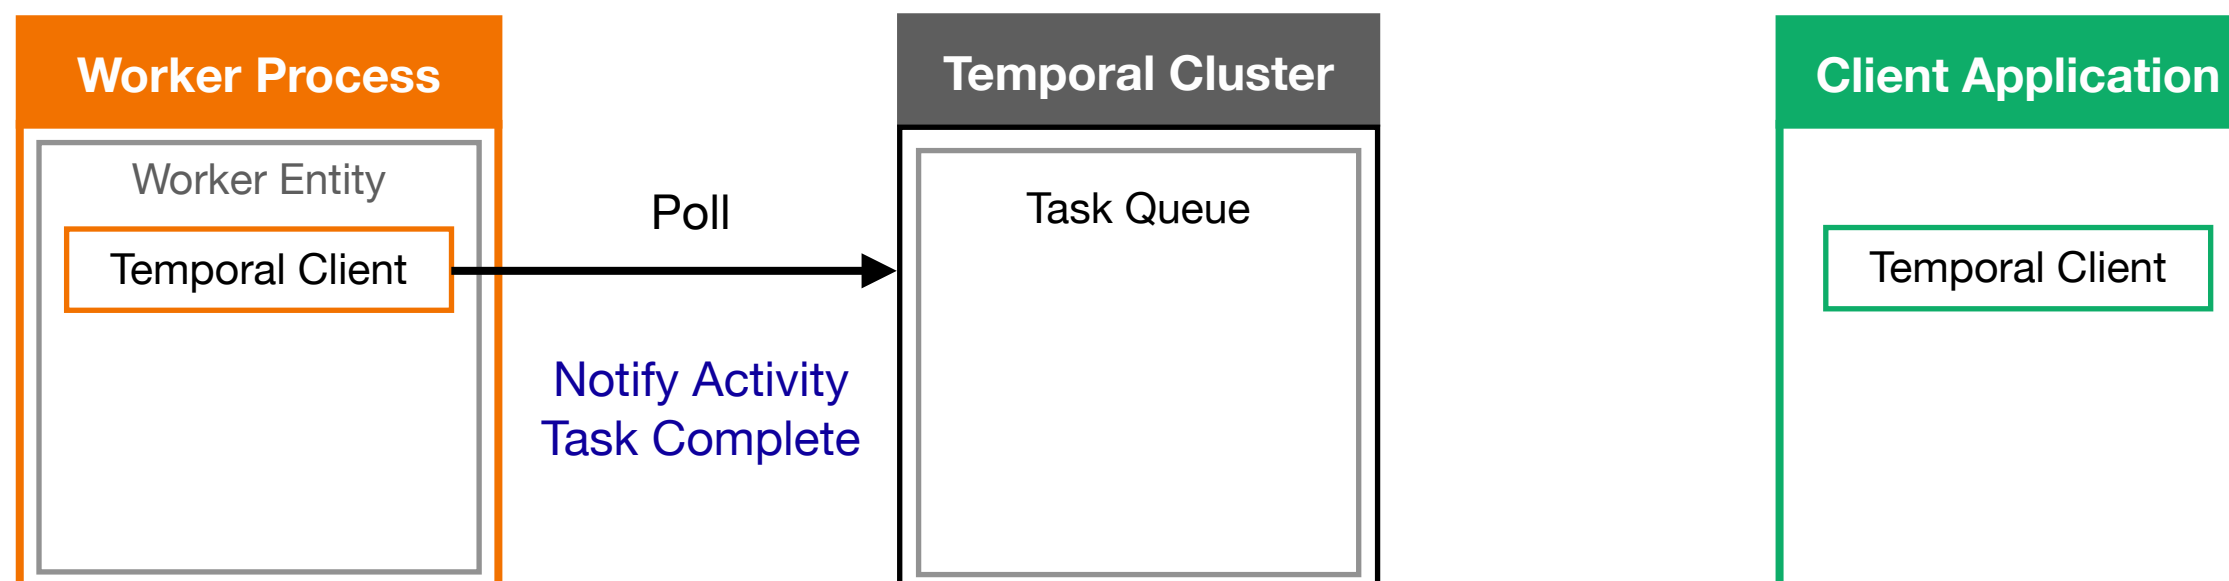 Worker Process
Worker Entity
Temporal Client
Poll
Notify Activity
Task Complete
Temporal Cluster
Task Queue
Client Application
Temporal Client